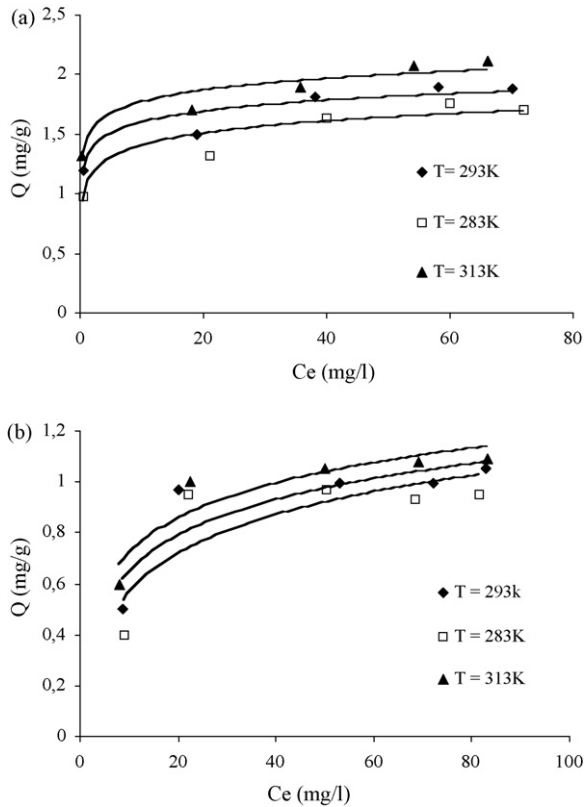 (a)
2,5
2
1,5
1
0,5
0
Q (mg/g)
T= 293K
T= 283K
T= 313K
0 20 40 60 80
Ce (mg/l)
(b)
1,2
1
0,8
0,6
0,4
0,2
0
Q (mg/g)
T = 293k
T = 283K
T = 313K
0 20 40 60 80 100
Ce (mg/l)